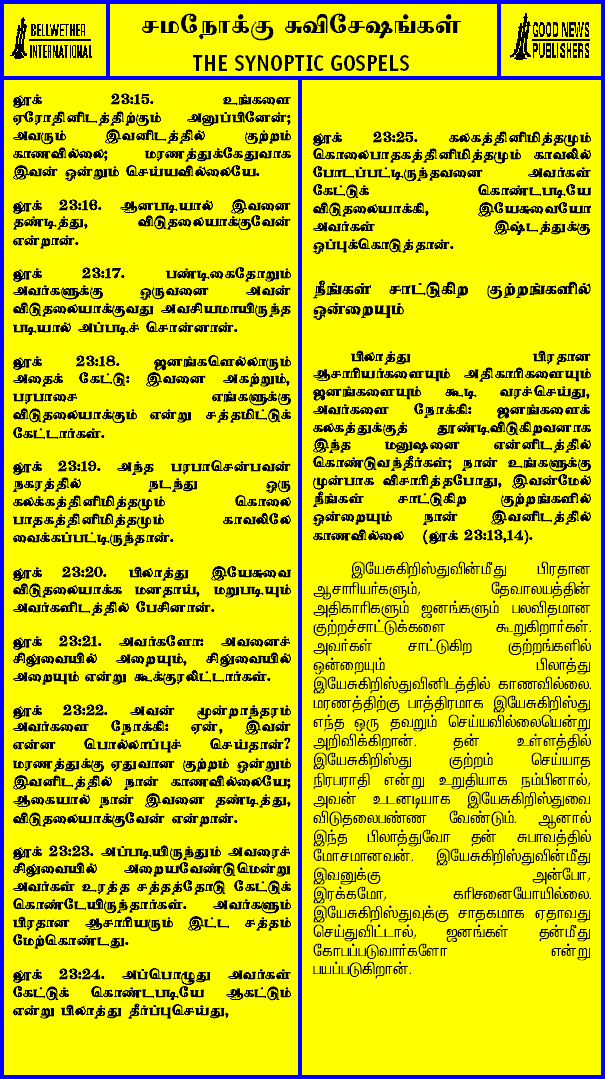 BELLWETHER
INTERNATIONAL
சமநோக்கு சுவிசேஷங்கள்
THE SYNOPTIC GOSPELS
GOOD NEWS
PUBLISHERS
லூக் 23:15. உங்களை
ஏரோதினிடத்திற்கும் அனுப்பினேன்;
அவரும் இவனிடத்தில் குற்றம்
காணவில்லை; மரணத்துக்கேதுவாக
இவன் ஒன்றும் செய்யவில்லையே.
லூக் 23:16. ஆனபடியால் இவனை
தண்டித்து, விடுதலையாக்குவேன்
என்றான்.
லூக் 23:17. பண்டிகைதோறும்
அவர்களுக்கு ஒருவனை அவன்
விடுதலையாக்குவது அவசியமாயிருந்த
படியால் அப்படிச் சொன்னான்.
லூக் 23:18. ஜனங்களெல்லாரும்
அதைக் கேட்டு: இவனை அகற்றும்,
பரபாசை எங்களுக்கு
விடுதலையாக்கும் என்று சத்தமிட்டுக்
கேட்டார்கள்.
லூக் 23:19. அந்த பரபாசென்பவன்
நகரத்தில் நடந்து ஒரு
கலக்கத்தினிமித்தமும் கொலை
பாதகத்தினிமித்தமும் காவலிலே
வைக்கப்பட்டிருந்தான்.
லூக் 23:20. பிலாத்து இயேசுவை
விடுதலையாக்க மனதாய், மறுபடியும்
அவர்களிடத்தில் பேசினான்.
லூக் 23:21. அவர்களோ: அவனைச்
சிலுவையில் அறையும், சிலுவையில்
அறையும் என்று கூக்குரலிட்டார்கள்.
லூக் 23:22. அவன் மூன்றாந்தரம்
அவர்களை நோக்கி: ஏன், இவன்
என்ன பொல்லாப்புச் செய்தான்?
மரணத்துக்கு ஏதுவான குற்றம் ஒன்றும்
இவனிடத்தில் நான் காணவில்லையே;
ஆகையால் நான் இவனை தண்டித்து,
விடுதலையாக்குவேன் என்றான்.
லூக் 23:23. அப்படியிருந்தும் அவரைச்
சிலுவையில் அறையவேண்டுமென்று
அவர்கள் உரத்த சத்தத்தோடு கேட்டுக்
கொண்டேயிருந்தார்கள். அவர்களும்
பிரதான ஆசாரியரும் இட்ட சத்தம்
மேற்கொண்டது.
லூக் 23:24. அப்பொழுது அவர்கள்
கேட்டுக் கொண்டபடியே ஆகட்டும்
என்று பிலாத்து தீர்ப்புசெய்து,
லூக் 23:25. கலகத்தினிமித்தமும்
கொலைபாதகத்தினிமித்தமும் காவலில்
போடப்பட்டிருந்தவனை அவர்கள்
கேட்டுக் கொண்டபடியே
விடுதலையாக்கி, இயேசுவையோ
அவர்கள் இஷ்டத்துக்கு
ஒப்புக்கொடுத்தான்.
நீங்கள் சாட்டுகிற குற்றங்களில்
ஒன்றையும்
பிலாத்து பிரதான
ஆசாரியர்களையும் அதிகாரிகளையும்
ஜனங்களையும் கூடி வரச்செய்து,
அவர்களை நோக்கி: ஜனங்களைக்
கலகத்துக்குத் தூண்டிவிடுகிறவனாக
இந்த மனுஷனை என்னிடத்தில்
கொண்டுவந்தீர்கள்; நான் உங்களுக்கு
முன்பாக விசாரித்தபோது, இவன்மேல்
நீங்கள் சாட்டுகிற குற்றங்களில்
ஒன்றையும் நான் இவனிடத்தில்
காணவில்லை (லூக் 23:13,14).
இயேசுகிறிஸ்துவின்மீது பிரதான
ஆசாரியர்களும், தேவாலயத்தின்
அதிகாரிகளும் ஜனங்களும் பலவிதமான
குற்றச்சாட்டுக்களை கூறுகிறார்கள்.
அவர்கள் சாட்டுகிற குற்றங்களில்
ஒன்றையும் பிலாத்து
இயேசுகிறிஸ்துவினிடத்தில் காணவில்லை.
மரணத்திற்கு பாத்திரமாக இயேசுகிறிஸ்து
எந்த ஒரு தவறும் செய்யவில்லையென்று
அறிவிக்கிறான். தன் உள்ளத்தில்
இயேசுகிறிஸ்து குற்றம் செய்யாத
நிரபராதி என்று உறுதியாக நம்பினால்,
அவன் உடனடியாக இயேசுகிறிஸ்துவை
விடுதலைபண்ண வேண்டும். ஆனால்
இந்த பிலாத்துவோ தன் சுபாவத்தில்
மோசமானவன். இயேசுகிறிஸ்துவின்மீது
இவனுக்கு அன்போ,
இரக்கமோ, கரிசனையோயில்லை.
இயேசுகிறிஸ்துவுக்கு சாதகமாக ஏதாவது
செய்துவிட்டால், ஜனங்கள் தன்மீது
கோபப்படுவார்களோ என்று
பயப்படுகிறான்.